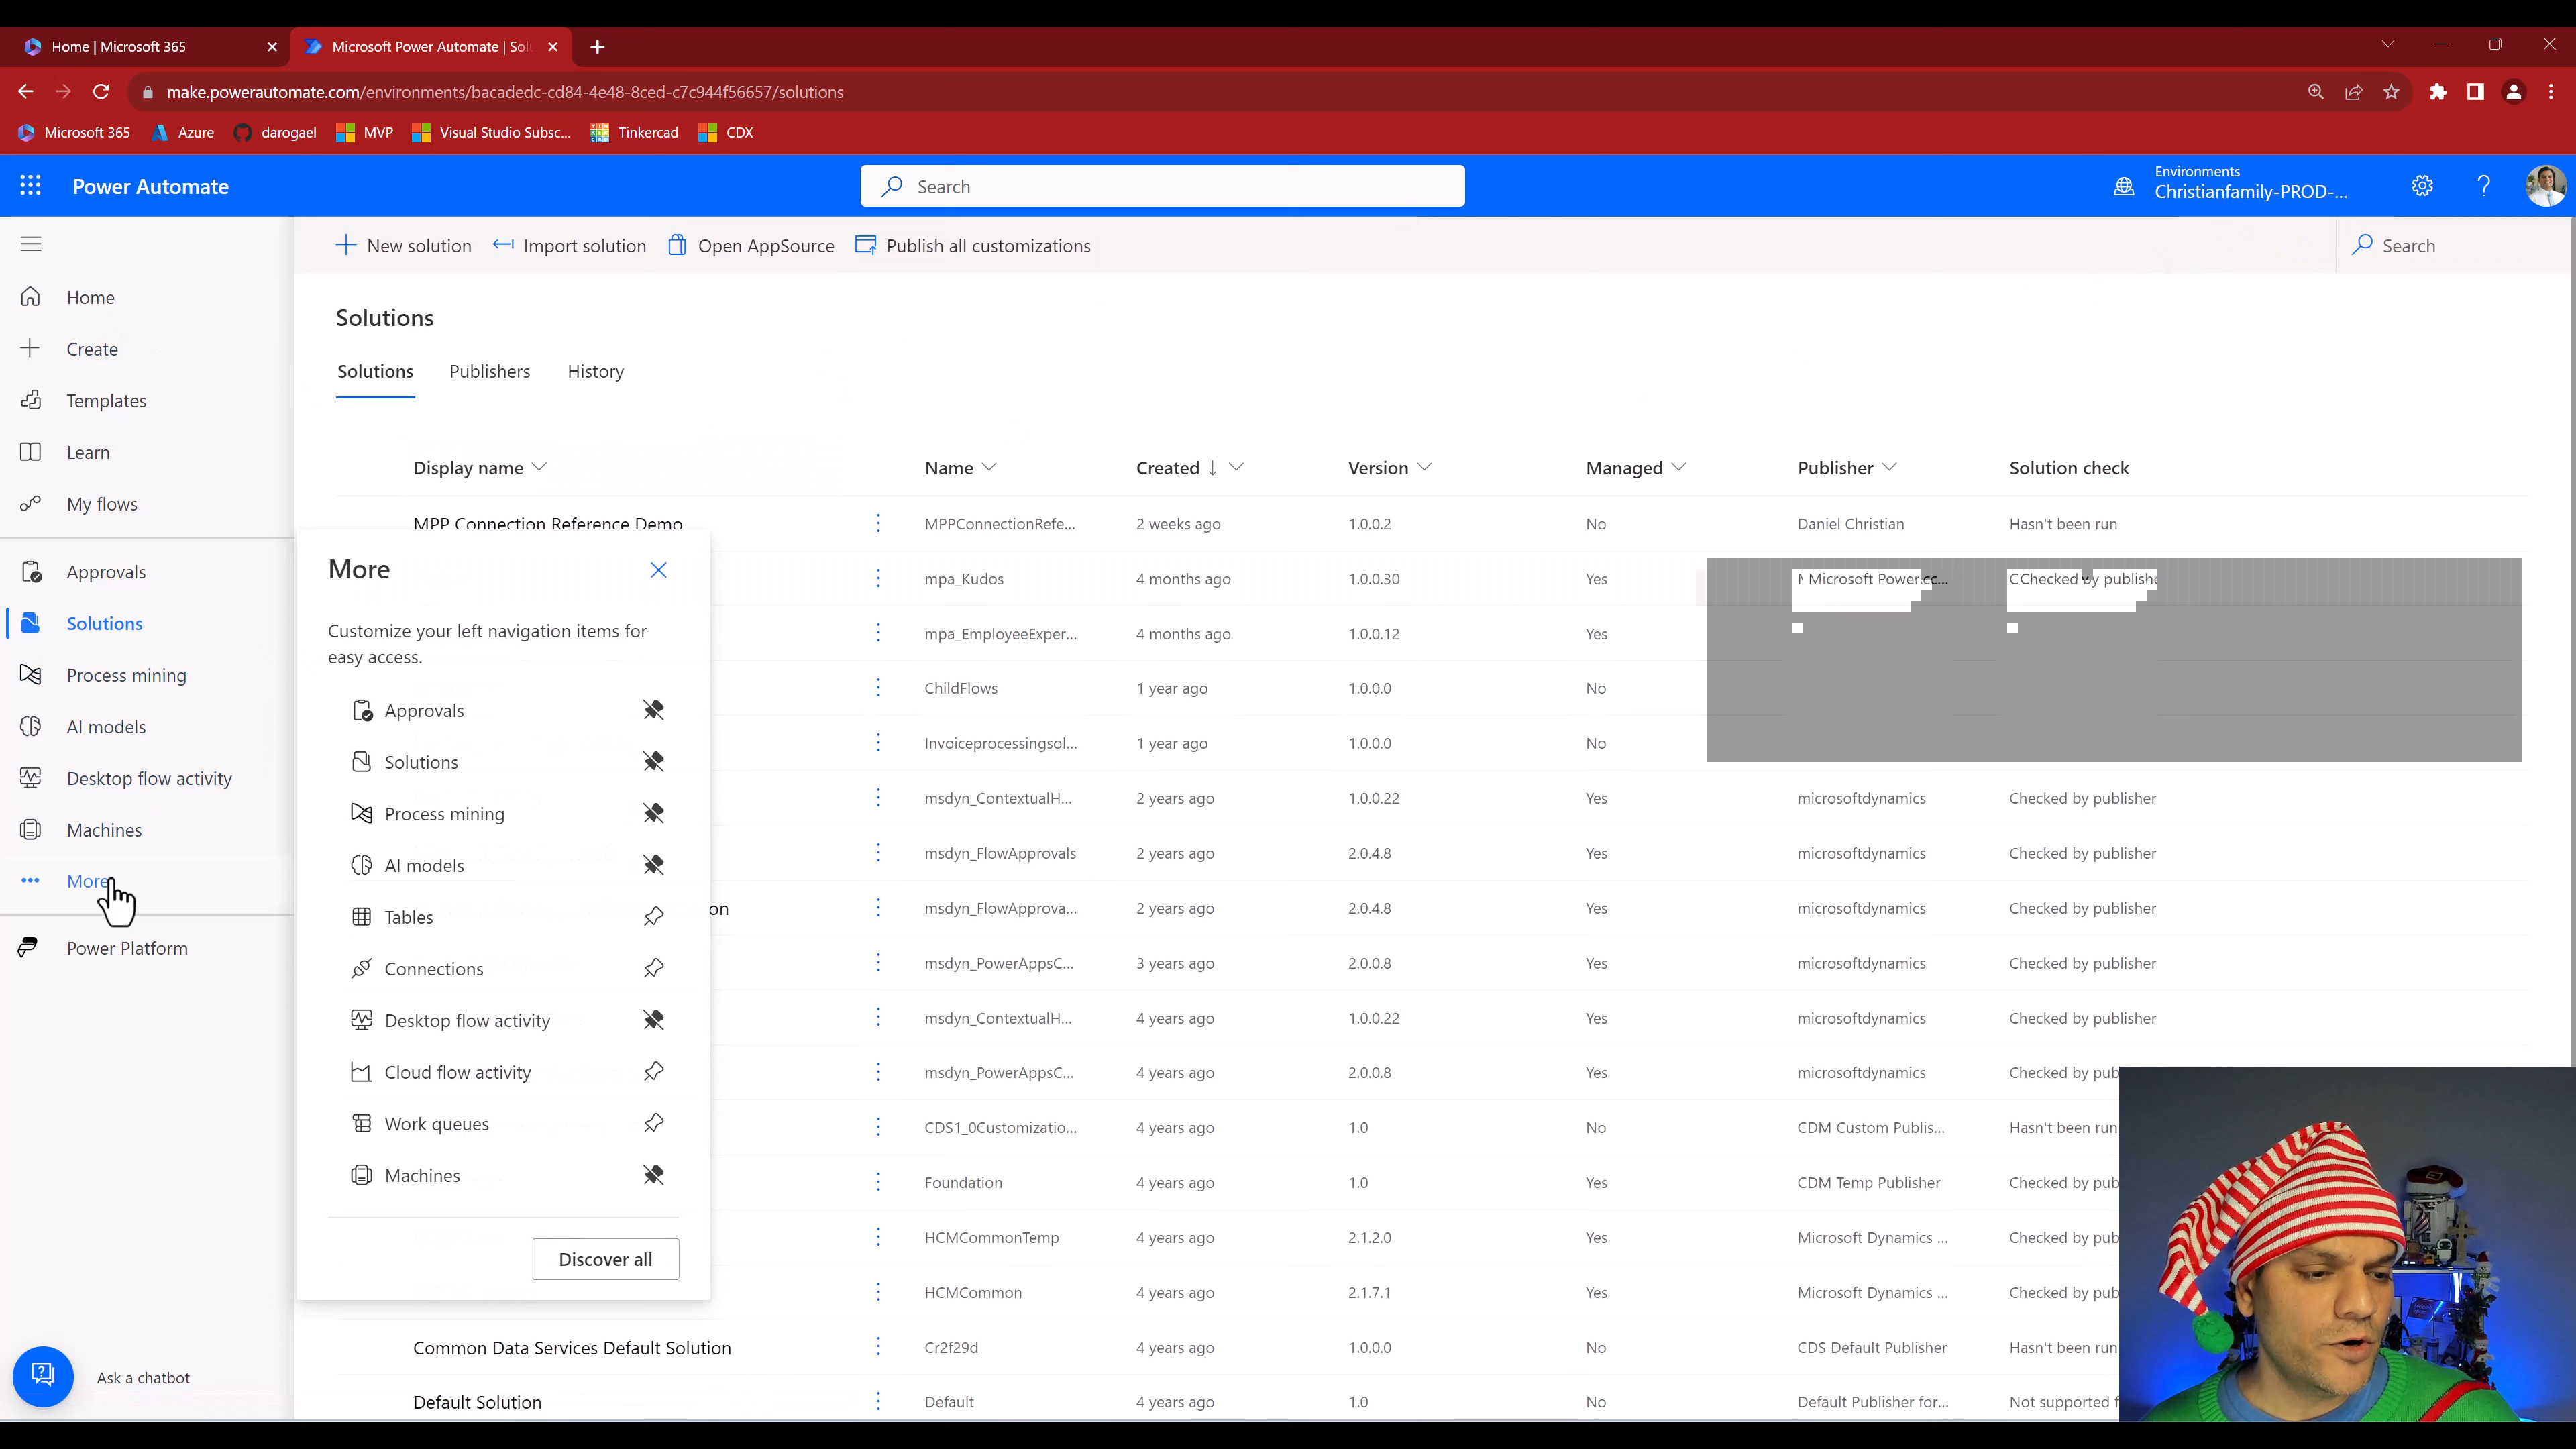 Home | Microsoft 365
Microsoft Power Automate | Sol
make.powerautomate.com/environments/bacadedc-cd84-4e48-8ced-c7c944f56657/solutions
Microsoft 365 Azure darogael MVP Visual Studio Subsc... Tinkercad CDX
Power Automate
Search
Environments
Christianfamily-PROD-...
New solution Import solution Open AppSource Publish all customizations Search
Home
Create
Templates
Learn
My flows
Approvals
Solutions
Process mining
AI models
Desktop flow activity
Machines
More
Power Platform
Ask a chatbot
Solutions
Solutions Publishers History
Display name Name Created Version Managed Publisher Solution check
MPP Connection Reference Demo MPPConnectionRefe... 2 weeks ago 1.0.0.2 No Daniel Christian Hasn't been run
mpa_Kudos 4 months ago 1.0.0.30 Yes Microsoft Power Checked by publishe
mpa_EmployeeExper... 4 months ago 1.0.0.12 Yes
ChildFlows 1 year ago 1.0.0.0 No
Invoiceprocessingsol... 1 year ago 1.0.0.0 No
msdyn_ContextualH... 2 years ago 1.0.0.22 Yes microsoftdynamics Checked by publisher
msdyn_FlowApprovals 2 years ago 2.0.4.8 Yes microsoftdynamics Checked by publisher
on msdyn_FlowApprova... 2 years ago 2.0.4.8 Yes microsoftdynamics Checked by publisher
msdyn_PowerAppsC... 3 years ago 2.0.0.8 Yes microsoftdynamics Checked by publisher
msdyn_ContextualH... 4 years ago 1.0.0.22 Yes microsoftdynamics Checked by publisher
msdyn_PowerAppsC... 4 years ago 2.0.0.8 Yes microsoftdynamics Checked by pub
CDS1_0Customizatio... 4 years ago 1.0 No CDM Custom Publis... Hasn't been run
Foundation 4 years ago 1.0 Yes CDM Temp Publisher Checked by pub
HCMCommonTemp 4 years ago 2.1.2.0 Yes Microsoft Dynamics ... Checked by pub
HCMCommon 4 years ago 2.1.7.1 Yes Microsoft Dynamics ... Checked by pub
Common Data Services Default Solution Cr2f29d 4 years ago 1.0.0.0 No CDS Default Publisher Hasn't been run
Default Solution Default 4 years ago 1.0 No Default Publisher for... Not supported f
More
Customize your left navigation items for
easy access.
Approvals
Solutions
Process mining
AI models
Tables
Connections
Desktop flow activity
Cloud flow activity
Work queues
Machines
Discover all